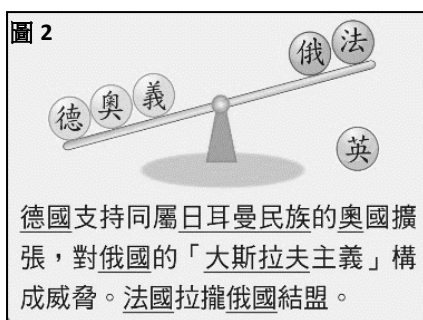 圖 2
俄 法
德 奧 義
英
德國支持同屬日耳曼民族的奧國擴
張，對俄國的「大斯拉夫主義」構
成威脅。法國拉攏俄國結盟。